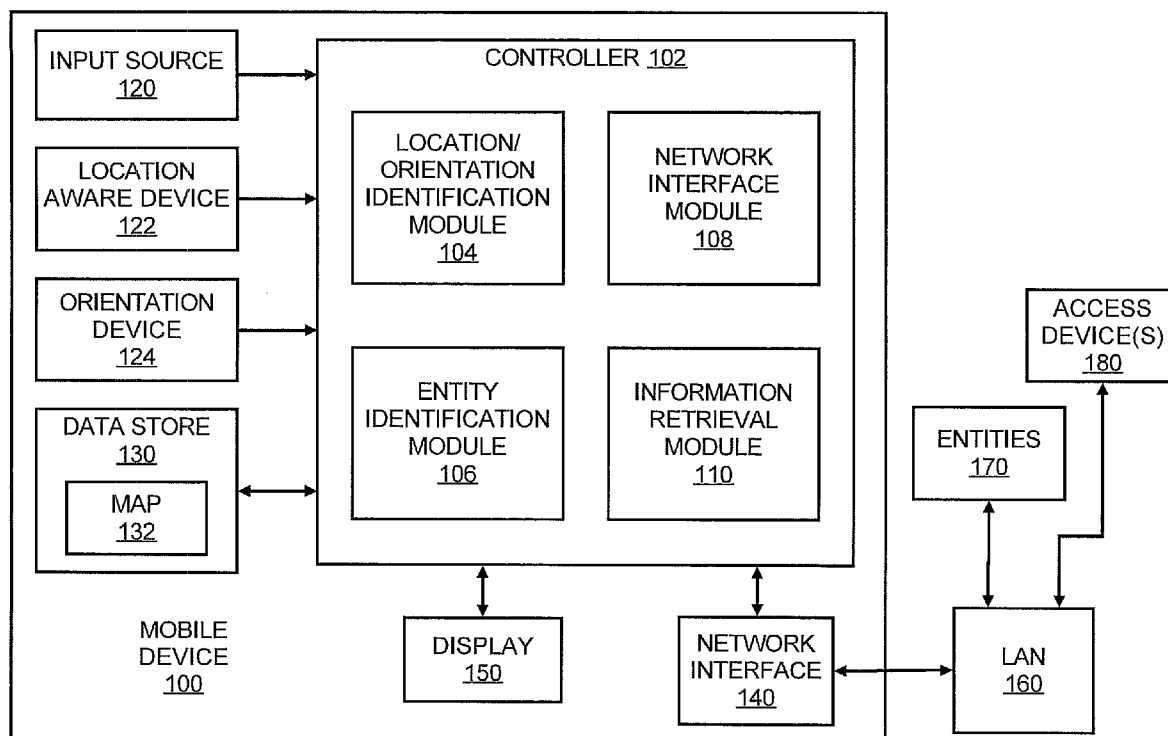 INPUT SOURCE
120
LOCATION
AWARE DEVICE
122
ORIENTATION
DEVICE
124
DATA STORE
130
MAP
132
MOBILE
DEVICE
100
CONTROLLER 102
LOCATION/
ORIENTATION
IDENTIFICATION
MODULE
104
NETWORK
INTERFACE
MODULE
108
ENTITY
IDENTIFICATION
MODULE
106
INFORMATION
RETRIEVAL
MODULE
110
DISPLAY
150
NETWORK
INTERFACE
140
ACCESS
DEVICE(S)
180
ENTITIES
170
LAN
160